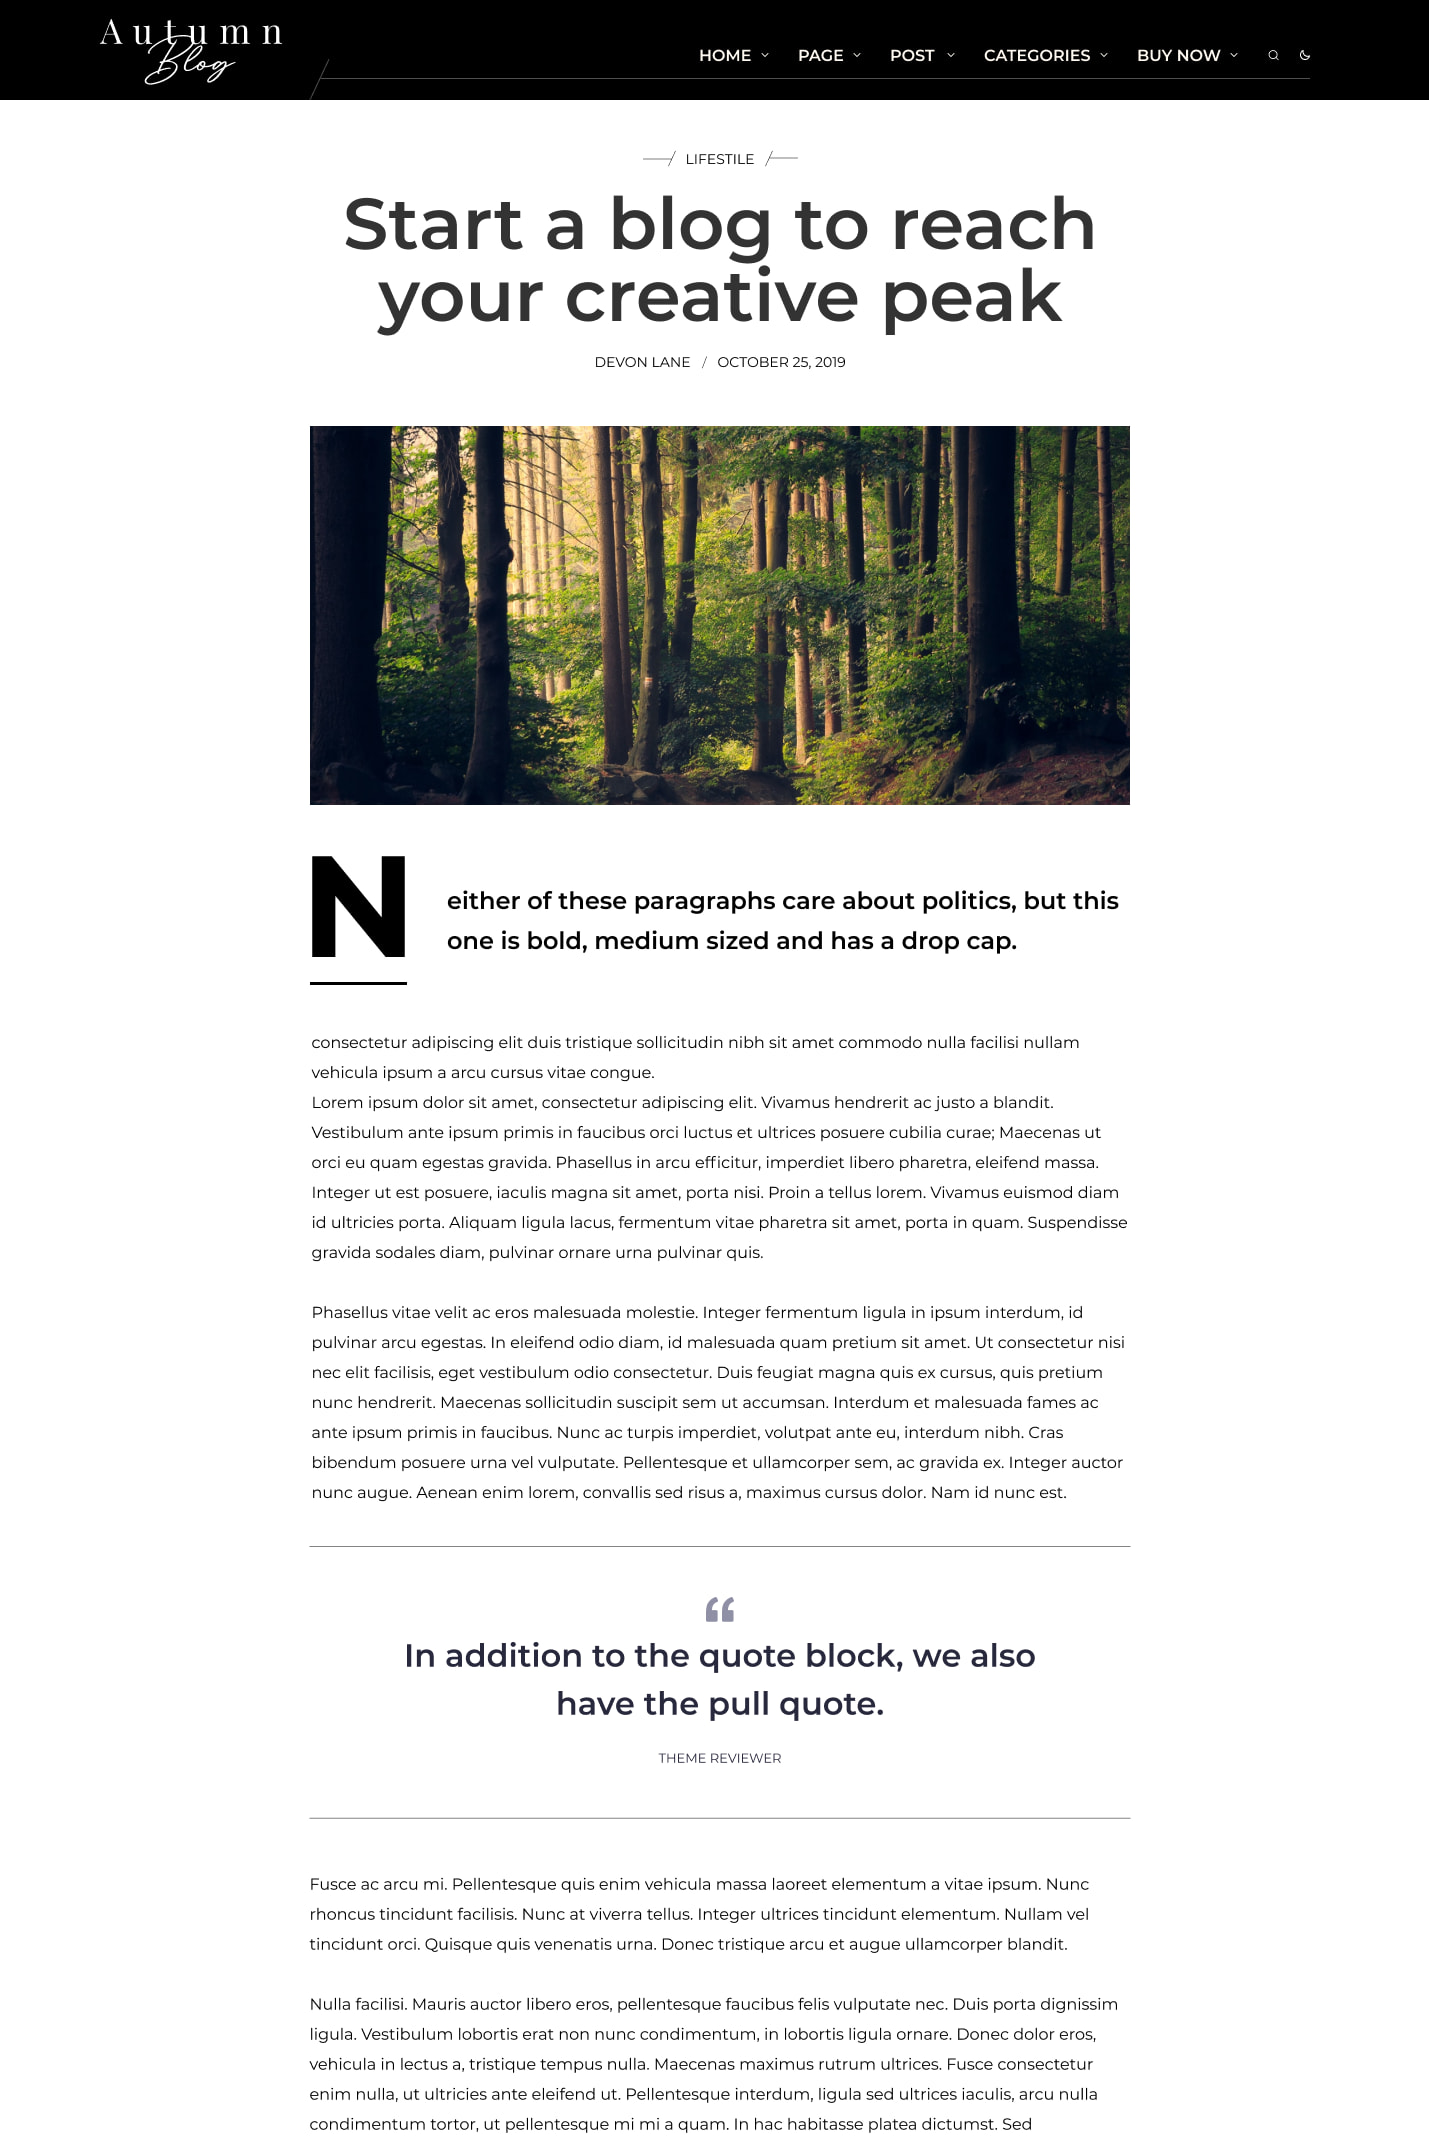 Autumn
Blog
HOME PAGE POST CATEGORIES BUY NOW
LIFESTILE
Start a blog to reach
your creative peak
DEVON LANE / OCTOBER 25, 2019
N
either of these paragraphs care about politics, but this
one is bold, medium sized and has a drop cap.
consectetur adipiscing elit duis tristique sollicitudin nibh sit amet commodo nulla facilisi nullam
vehicula ipsum a arcu cursus vitae congue.
Lorem ipsum dolor sit amet, consectetur adipiscing elit. Vivamus hendrerit ac justo a blandit.
Vestibulum ante ipsum primis in faucibus orci luctus et ultrices posuere cubilia curae; Maecenas ut
orci eu quam egestas gravida. Phasellus in arcu efficitur, imperdiet libero pharetra, eleifend massa.
Integer ut est posuere, iaculis magna sit amet, porta nisi. Proin a tellus lorem. Vivamus euismod diam
id ultricies porta. Aliquam ligula lacus, fermentum vitae pharetra sit amet, porta in quam. Suspendisse
gravida sodales diam, pulvinar ornare urna pulvinar quis.
Phasellus vitae velit ac eros malesuada molestie. Integer fermentum ligula in ipsum interdum, id
pulvinar arcu egestas. In eleifend odio diam, id malesuada quam pretium sit amet. Ut consectetur nisi
nec elit facilisis, eget vestibulum odio consectetur. Duis feugiat magna quis ex cursus, quis pretium
nunc hendrerit. Maecenas sollicitudin suscipit sem ut accumsan. Interdum et malesuada fames ac
ante ipsum primis in faucibus. Nunc ac turpis imperdiet, volutpat ante eu, interdum nibh. Cras
bibendum posuere urna vel vulputate. Pellentesque et ullamcorper sem, ac gravida ex. Integer auctor
nunc augue. Aenean enim lorem, convallis sed risus a, maximus cursus dolor. Nam id nunc est.
“
In addition to the quote block, we also
have the pull quote.
THEME REVIEWER
Fusce ac arcu mi. Pellentesque quis enim vehicula massa laoreet elementum a vitae ipsum. Nunc
rhoncus tincidunt facilisis. Nunc at viverra tellus. Integer ultrices tincidunt elementum. Nullam vel
tincidunt orci. Quisque quis venenatis urna. Donec tristique arcu et augue ullamcorper blandit.
Nulla facilisi. Mauris auctor libero eros, pellentesque faucibus felis vulputate nec. Duis porta dignissim
ligula. Vestibulum lobortis erat non nunc condimentum, in lobortis ligula ornare. Donec dolor eros,
vehicula in lectus a, tristique tempus nulla. Maecenas maximus rutrum ultrices. Fusce consectetur
enim nulla, ut ultricies ante eleifend ut. Pellentesque interdum, ligula sed ultrices iaculis, arcu nulla
condimentum tortor, ut pellentesque mi mi a quam. In hac habitasse platea dictumst. Sed